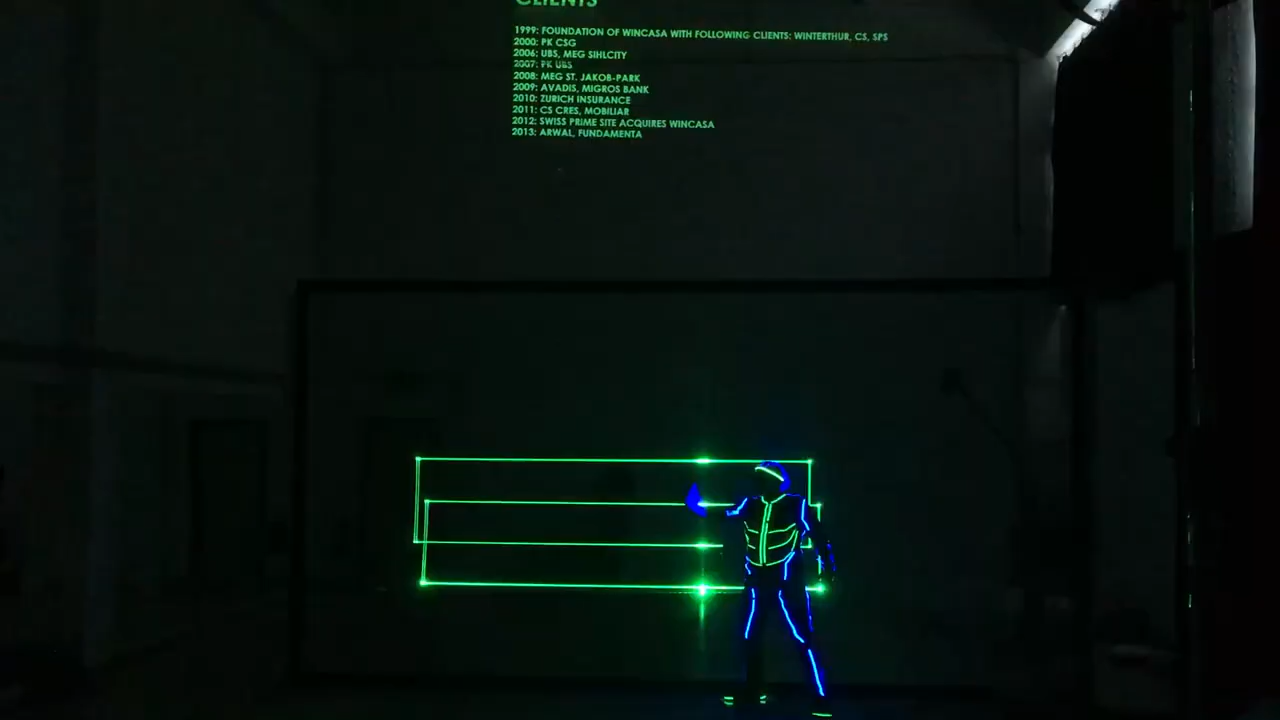 CLIENTS
1999: FOUNDATION OF WINCASA WITH FOLLOWING CLIENTS: WINTERTHUR, CS, SPS
2000: PK CSG
2006: UBS, MEG SIHLCITY
2007: PK UBS
2008: MEG ST. JAKOB-PARK
2009: AVADIS, MIGROS BANK
2010: ZURICH INSURANCE
2011: CS CRES, MOBILIAR
2012: SWISS PRIME SITE ACQUIRES WINCASA
2013: ARWAL, FUNDAMENTA